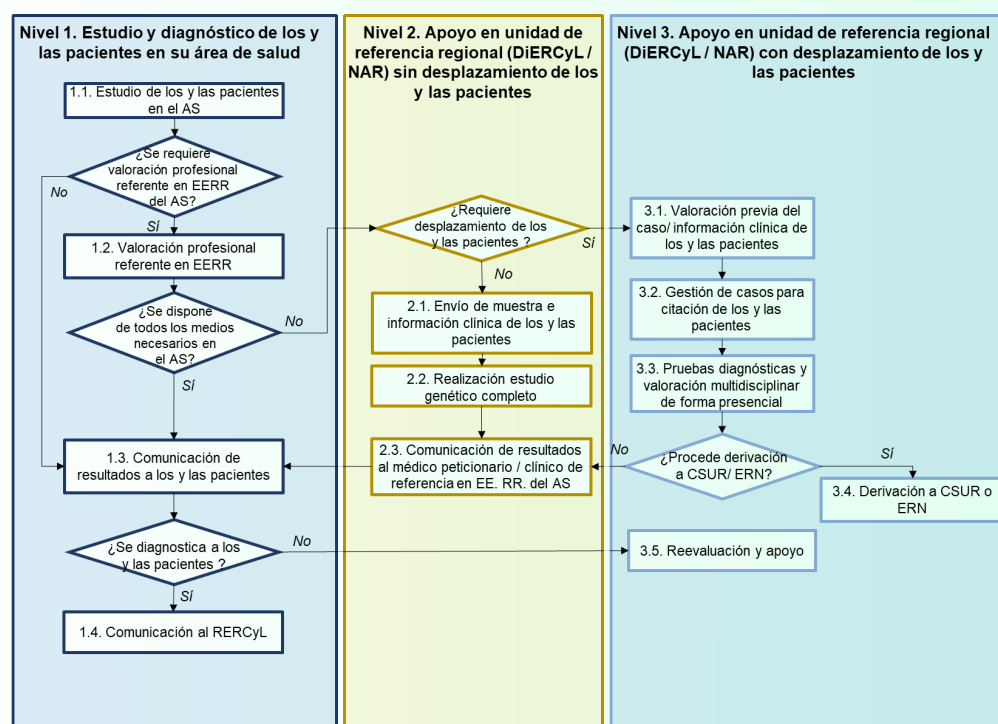 Nivel 1. Estudio y diagnóstico de los y
las pacientes en su área de salud
1.1. Estudio de los y las pacientes
en el AS
¿Se requiere
valoración profesional
referente en EERR
del AS?
No
Sí
1.2. Valoración profesional
referente en EERR
¿Se dispone
de todos los medios
necesarios en
el AS?
No
Sí
1.3. Comunicación de
resultados a los y las pacientes
¿Se diagnostica a los
y las pacientes ?
No
Sí
1.4. Comunicación al RERCyL
Nivel 2. Apoyo en unidad de
referencia regional (DiERCyL /
NAR) sin desplazamiento de los
y las pacientes
¿Requiere
desplazamiento de los
y las pacientes ?
Sí
No
2.1. Envío de muestra e
información clínica de los y las
pacientes
2.2. Realización estudio
genético completo
2.3. Comunicación de resultados
al médico peticionario / clínico de
referencia en EE. RR. del AS
Nivel 3. Apoyo en unidad de referencia regional
(DiERCyL / NAR) con desplazamiento de los y
las pacientes
3.1. Valoración previa del
caso/ información clínica de
los y las pacientes
3.2. Gestión de casos para
citación de los y las
pacientes
3.3. Pruebas diagnósticas y
valoración multidisciplinar
de forma presencial
No
¿Procede derivación
a CSUR/ ERN?
Sí
3.4. Derivación a CSUR o
ERN
3.5. Reevaluación y apoyo